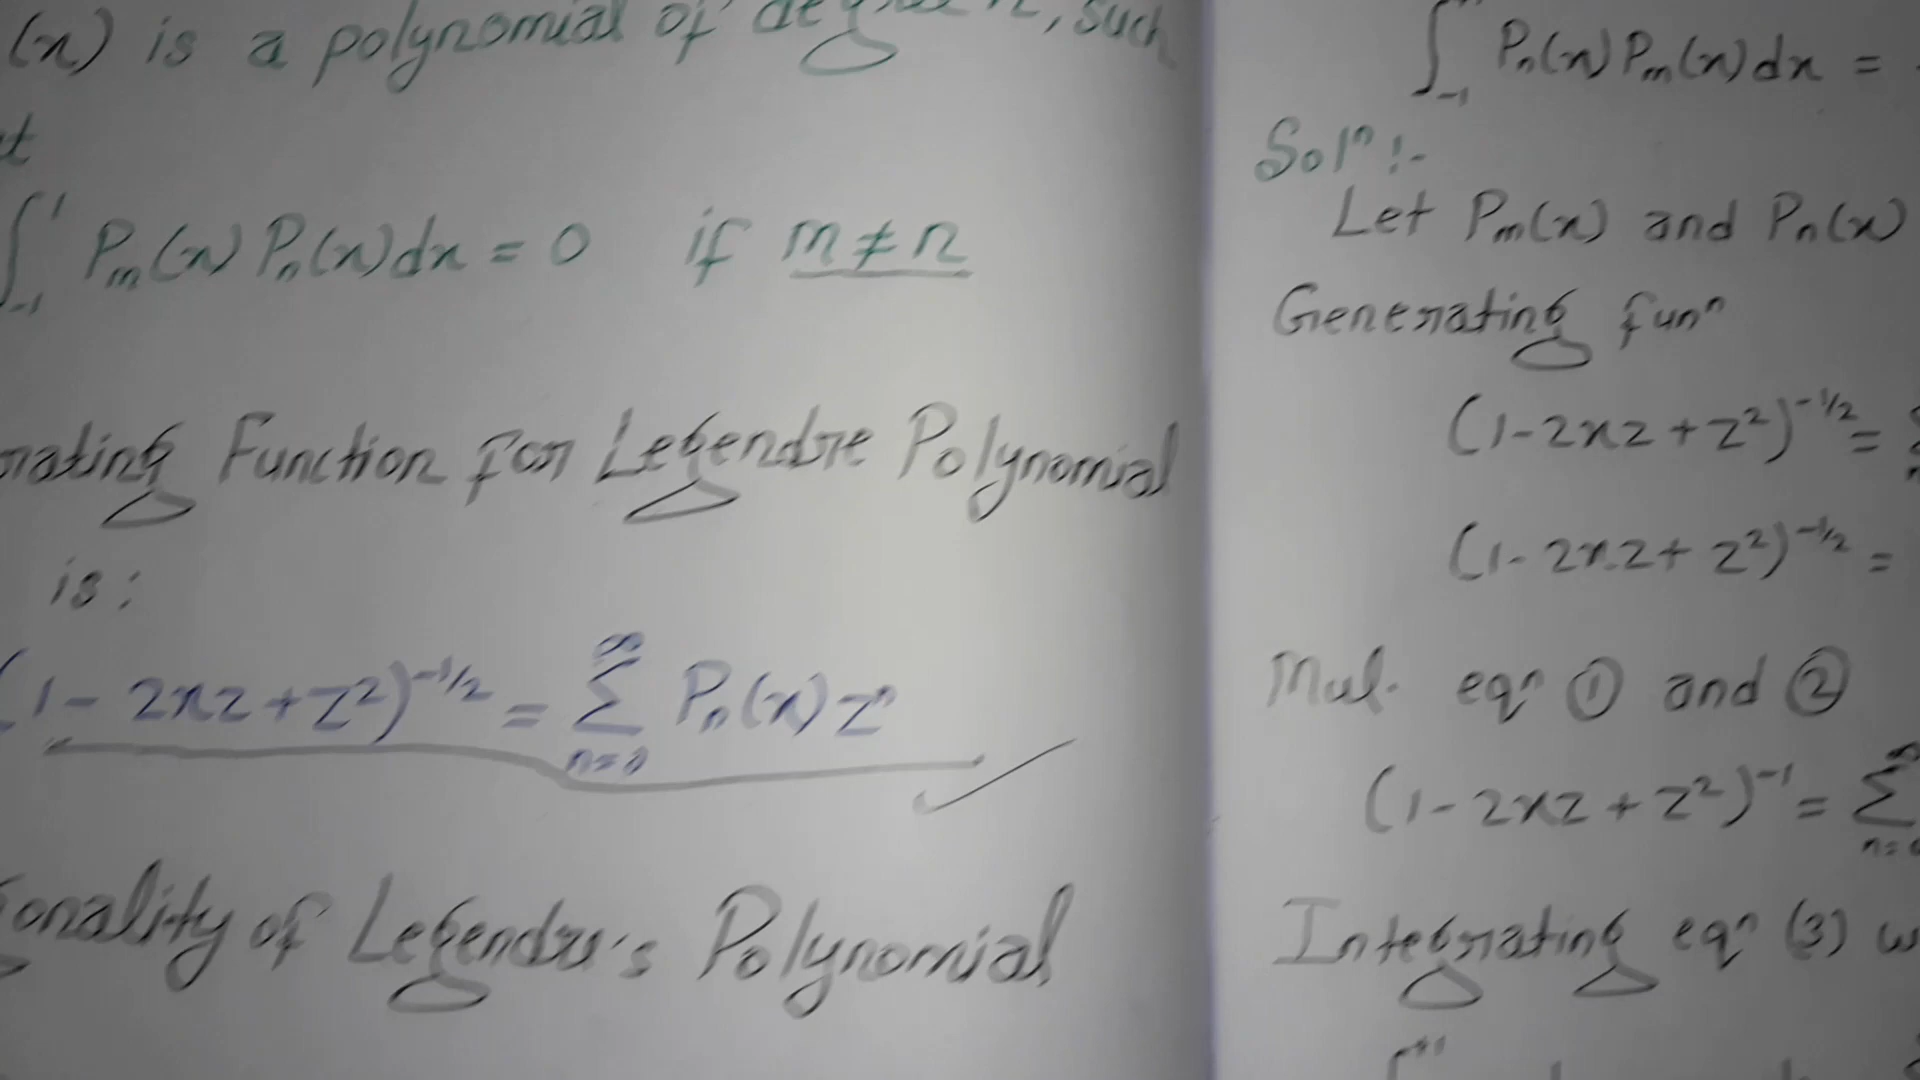 (x) is a polynomial of degree n, such
∫₋₁¹ Pm(x) Pn(x)dx = 0 if m ≠ n
rating Function for Legendre Polynomial
is:
(1 - 2xz + z²)^-1/2 = ∑_{n=0}^∞ Pn(x) zⁿ
onality of Legendre's Polynomial
∫₋₁ Pn(x) Pm(x) dx =
Solⁿ :-
Let Pm(x) and Pn(x)
Generating funⁿ
(1-2xz + z²)^-1/2 =
(1-2xz + z²)^-1/2 =
Mul. eqⁿ ① and ②
(1-2xz + z²)^-1 = ∑
Integrating eqⁿ (3) w